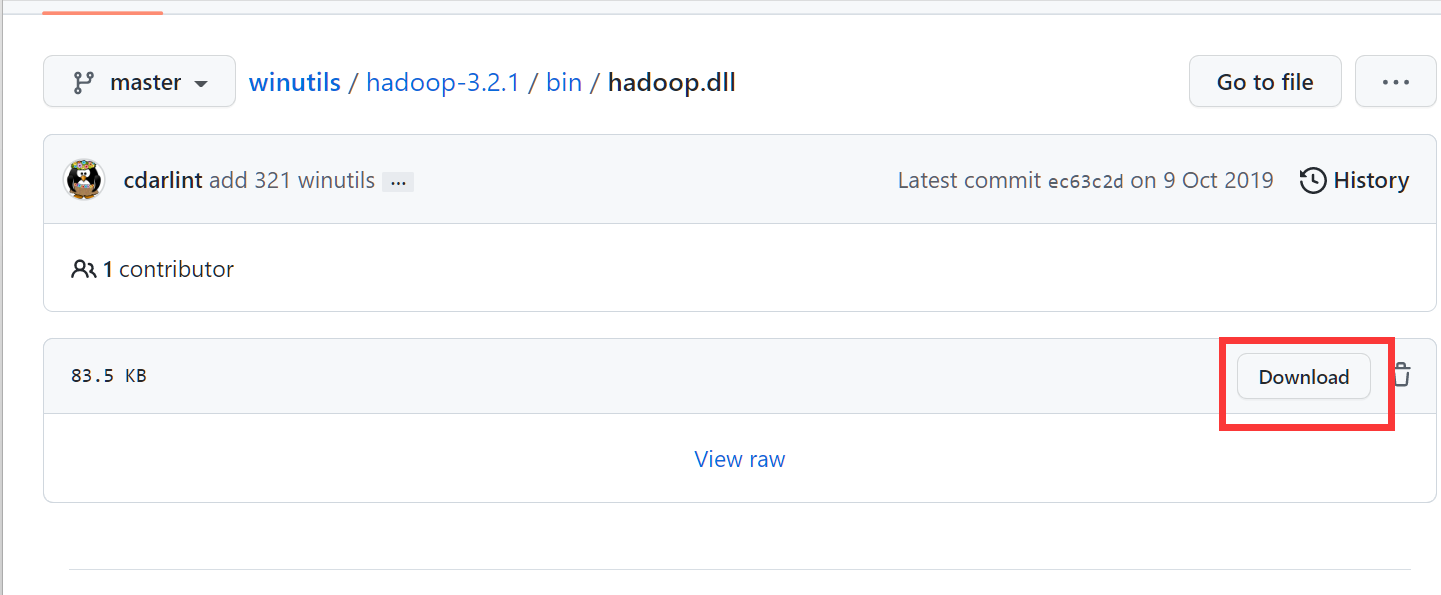 master winutils / hadoop-3.2.1 / bin / hadoop.dll Go to file ...
cdarlint add 321 winutils ... Latest commit ec63c2d on 9 Oct 2019 History
1 contributor
83.5 KB Download
View raw